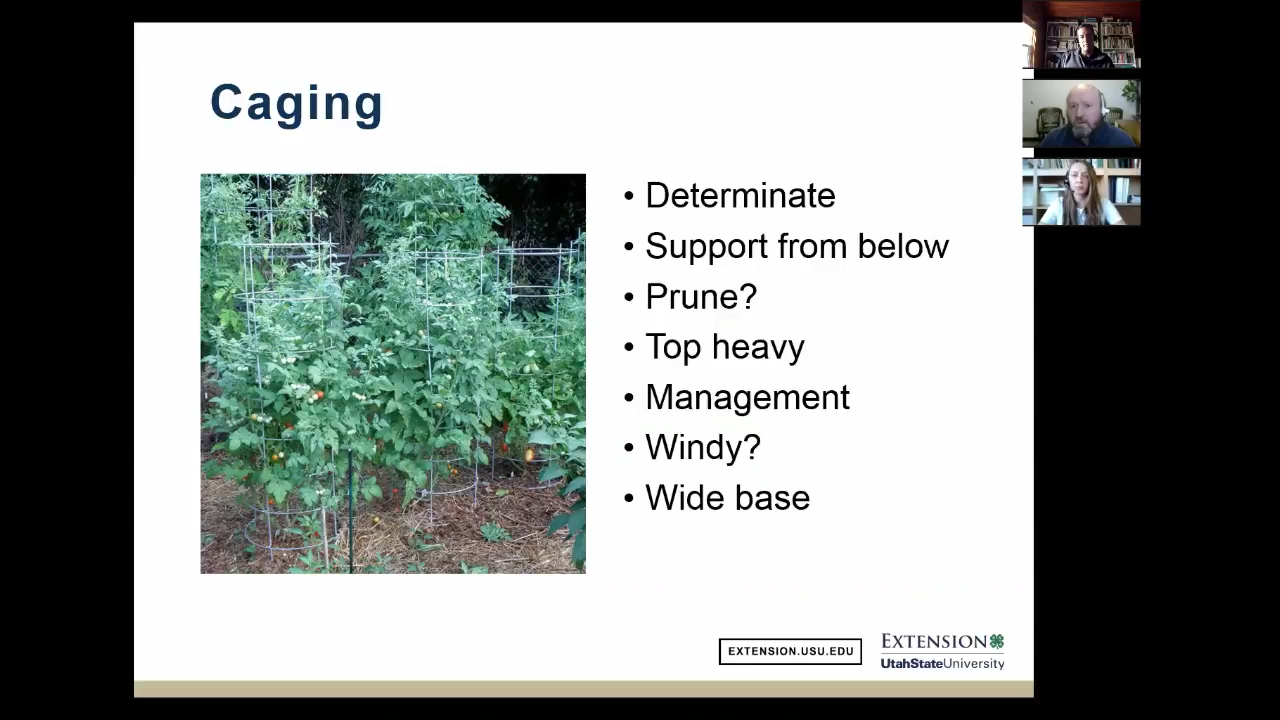 Caging
• Determinate
• Support from below
• Prune?
• Top heavy
• Management
• Windy?
• Wide base
EXTENSION.USU.EDU
EXTENSION
UtahStateUniversity